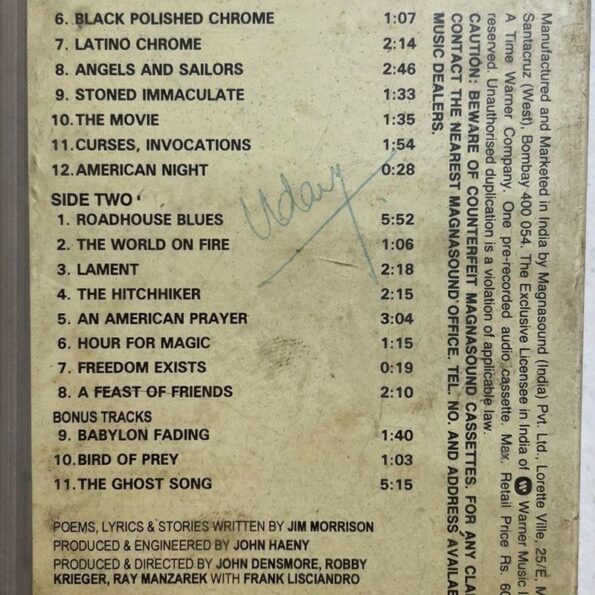 6. BLACK POLISHED CHROME 1:07
7. LATINO CHROME 2:14
8. ANGELS AND SAILORS 2:46
9. STONED IMMACULATE 1:33
10. THE MOVIE 1:35
11. CURSES, INVOCATIONS 1:54
12. AMERICAN NIGHT 0:28
SIDE TWO
1. ROADHOUSE BLUES 5:52
2. THE WORLD ON FIRE 1:06
3. LAMENT 2:18
4. THE HITCHHIKER 2:15
5. AN AMERICAN PRAYER 3:04
6. HOUR FOR MAGIC 1:15
7. FREEDOM EXISTS 0:19
8. A FEAST OF FRIENDS 2:10
BONUS TRACKS
9. BABYLON FADING 1:40
10. BIRD OF PREY 1:03
11. THE GHOST SONG 5:15
POEMS, LYRICS & STORIES WRITTEN BY JIM MORRISON
PRODUCED & ENGINEERED BY JOHN HAENY
PRODUCED & DIRECTED BY JOHN DENSMORE, ROBBY
KRIEGER, RAY MANZAREK WITH FRANK LISCIANDRO
Uday
Manufactured and Marketed in India by Magnasound (India) Pvt. Ltd., Lorette Ville, 25/E,
Santacruz (West), Bombay 400 054. The Exclusive Licensee in India of Warner Music
A Time Warner Company. One pre-recorded audio cassette. Max. Retail Price Rs. 60
reserved. Unauthorised duplication is a violation of applicable law.
CAUTION: BEWARE OF COUNTERFEIT MAGNASOUND CASSETTES. FOR ANY
CONTACT THE NEAREST MAGNASOUND OFFICE. TEL. NO. AND ADDRESS
MUSIC DEALERS.